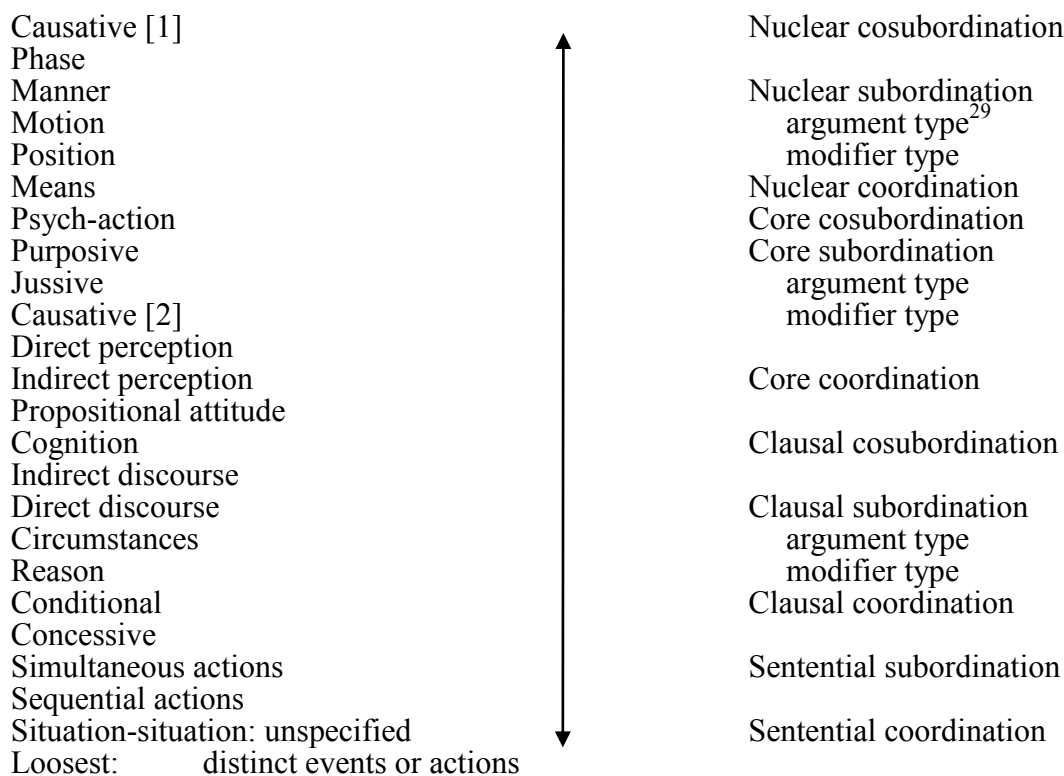 Causative [1] Nuclear cosubordination
Phase
Manner Nuclear subordination
Motion argument type29
Position modifier type
Means Nuclear coordination
Psych-action Core cosubordination
Purposive Core subordination
Jussive argument type
Causative [2] modifier type
Direct perception
Indirect perception Core coordination
Propositional attitude
Cognition Clausal cosubordination
Indirect discourse
Direct discourse Clausal subordination
Circumstances argument type
Reason modifier type
Conditional Clausal coordination
Concessive
Simultaneous actions Sentential subordination
Sequential actions
Situation-situation: unspecified Sentential coordination
Loosest: distinct events or actions